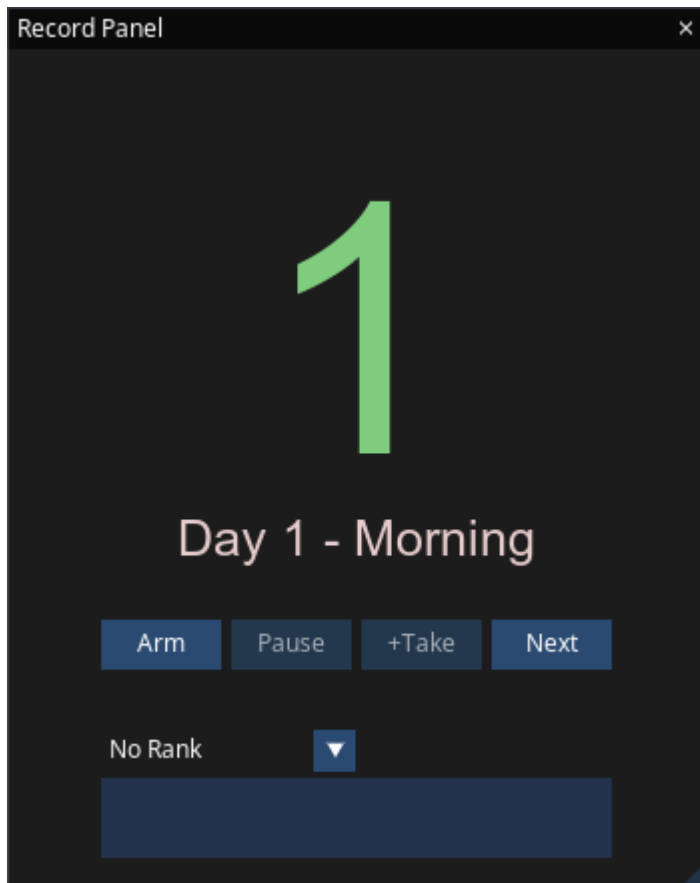 Record Panel ×
1
Day 1 - Morning
Arm Pause +Take Next
No Rank